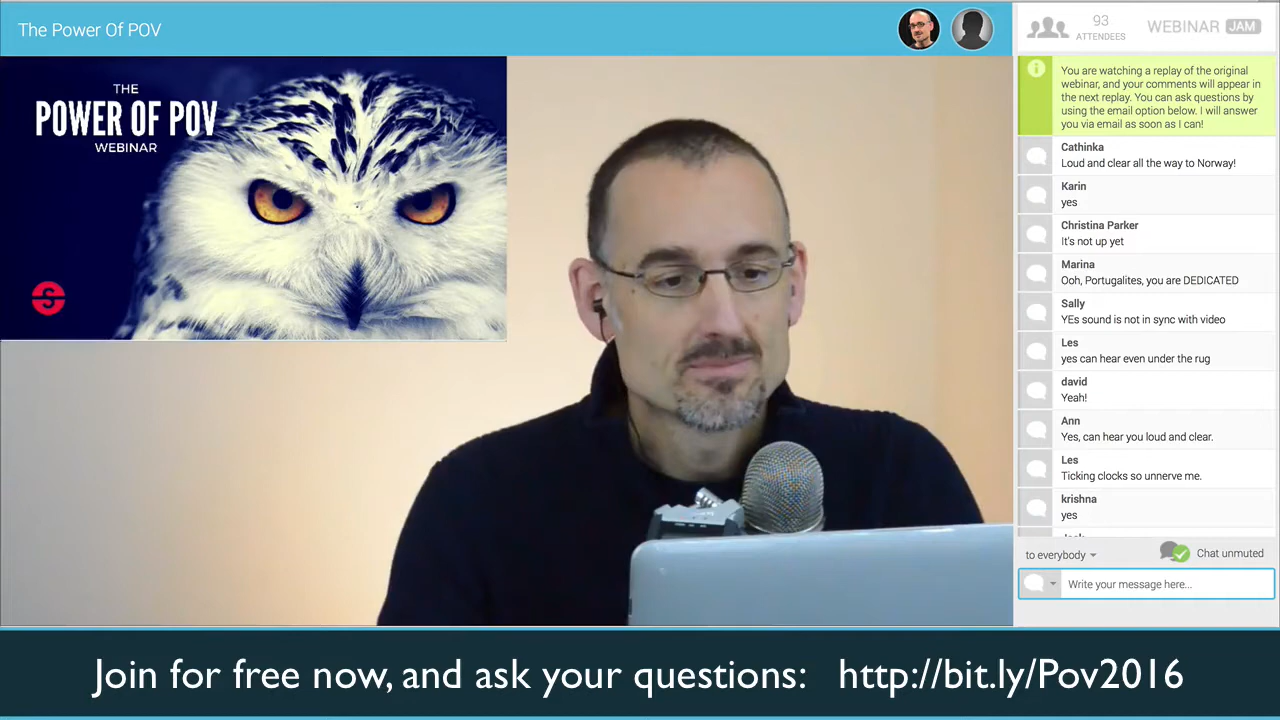 The Power Of POV
93
ATTENDEES
WEBINAR JAM
THE
POWER OF POV
WEBINAR
S
You are watching a replay of the original
webinar, and your comments will appear in
the next replay. You can ask questions by
using the email option below. I will answer
you via email as soon as I can!
Cathinka
Loud and clear all the way to Norway!
Karin
yes
Christina Parker
It's not up yet
Marina
Ooh, Portugalites, you are DEDICATED
Sally
YEs sound is not in sync with video
Les
yes can hear even under the rug
david
Yeah!
Ann
Yes, can hear you loud and clear.
Les
Ticking clocks so unnerve me.
krishna
yes
to everybody
Chat unmuted
Write your message here...
Join for free now, and ask your questions: http://bit.ly/Pov2016